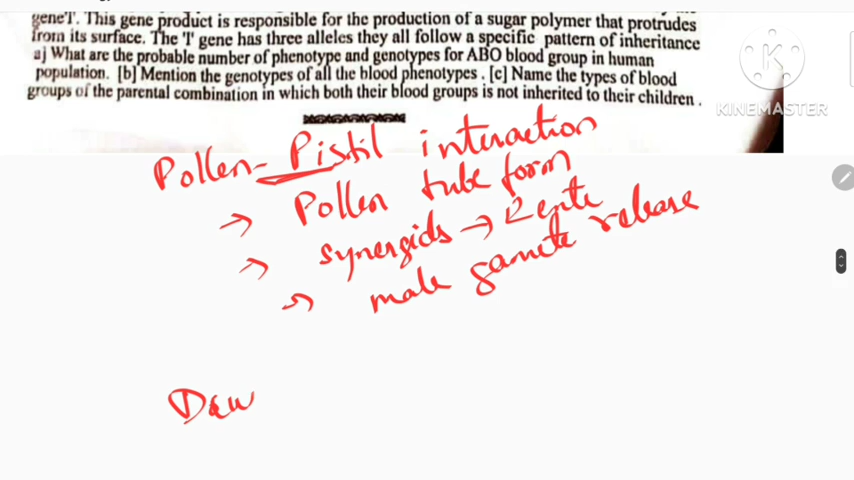 gene'I'. This gene product is responsible for the production of a sugar polymer that protrudes
from its surface. The 'I' gene has three alleles they all follow a specific pattern of inheritance
a] What are the probable number of phenotype and genotypes for ABO blood group in human
population. [b] Mention the genotypes of all the blood phenotypes . [c] Name the types of blood
groups of the parental combination in which both their blood groups is not inherited to their children .
KINEMASTER
Pollen - Pistil interaction
→ Pollen tube form
→ synergids →
→ male gamete release